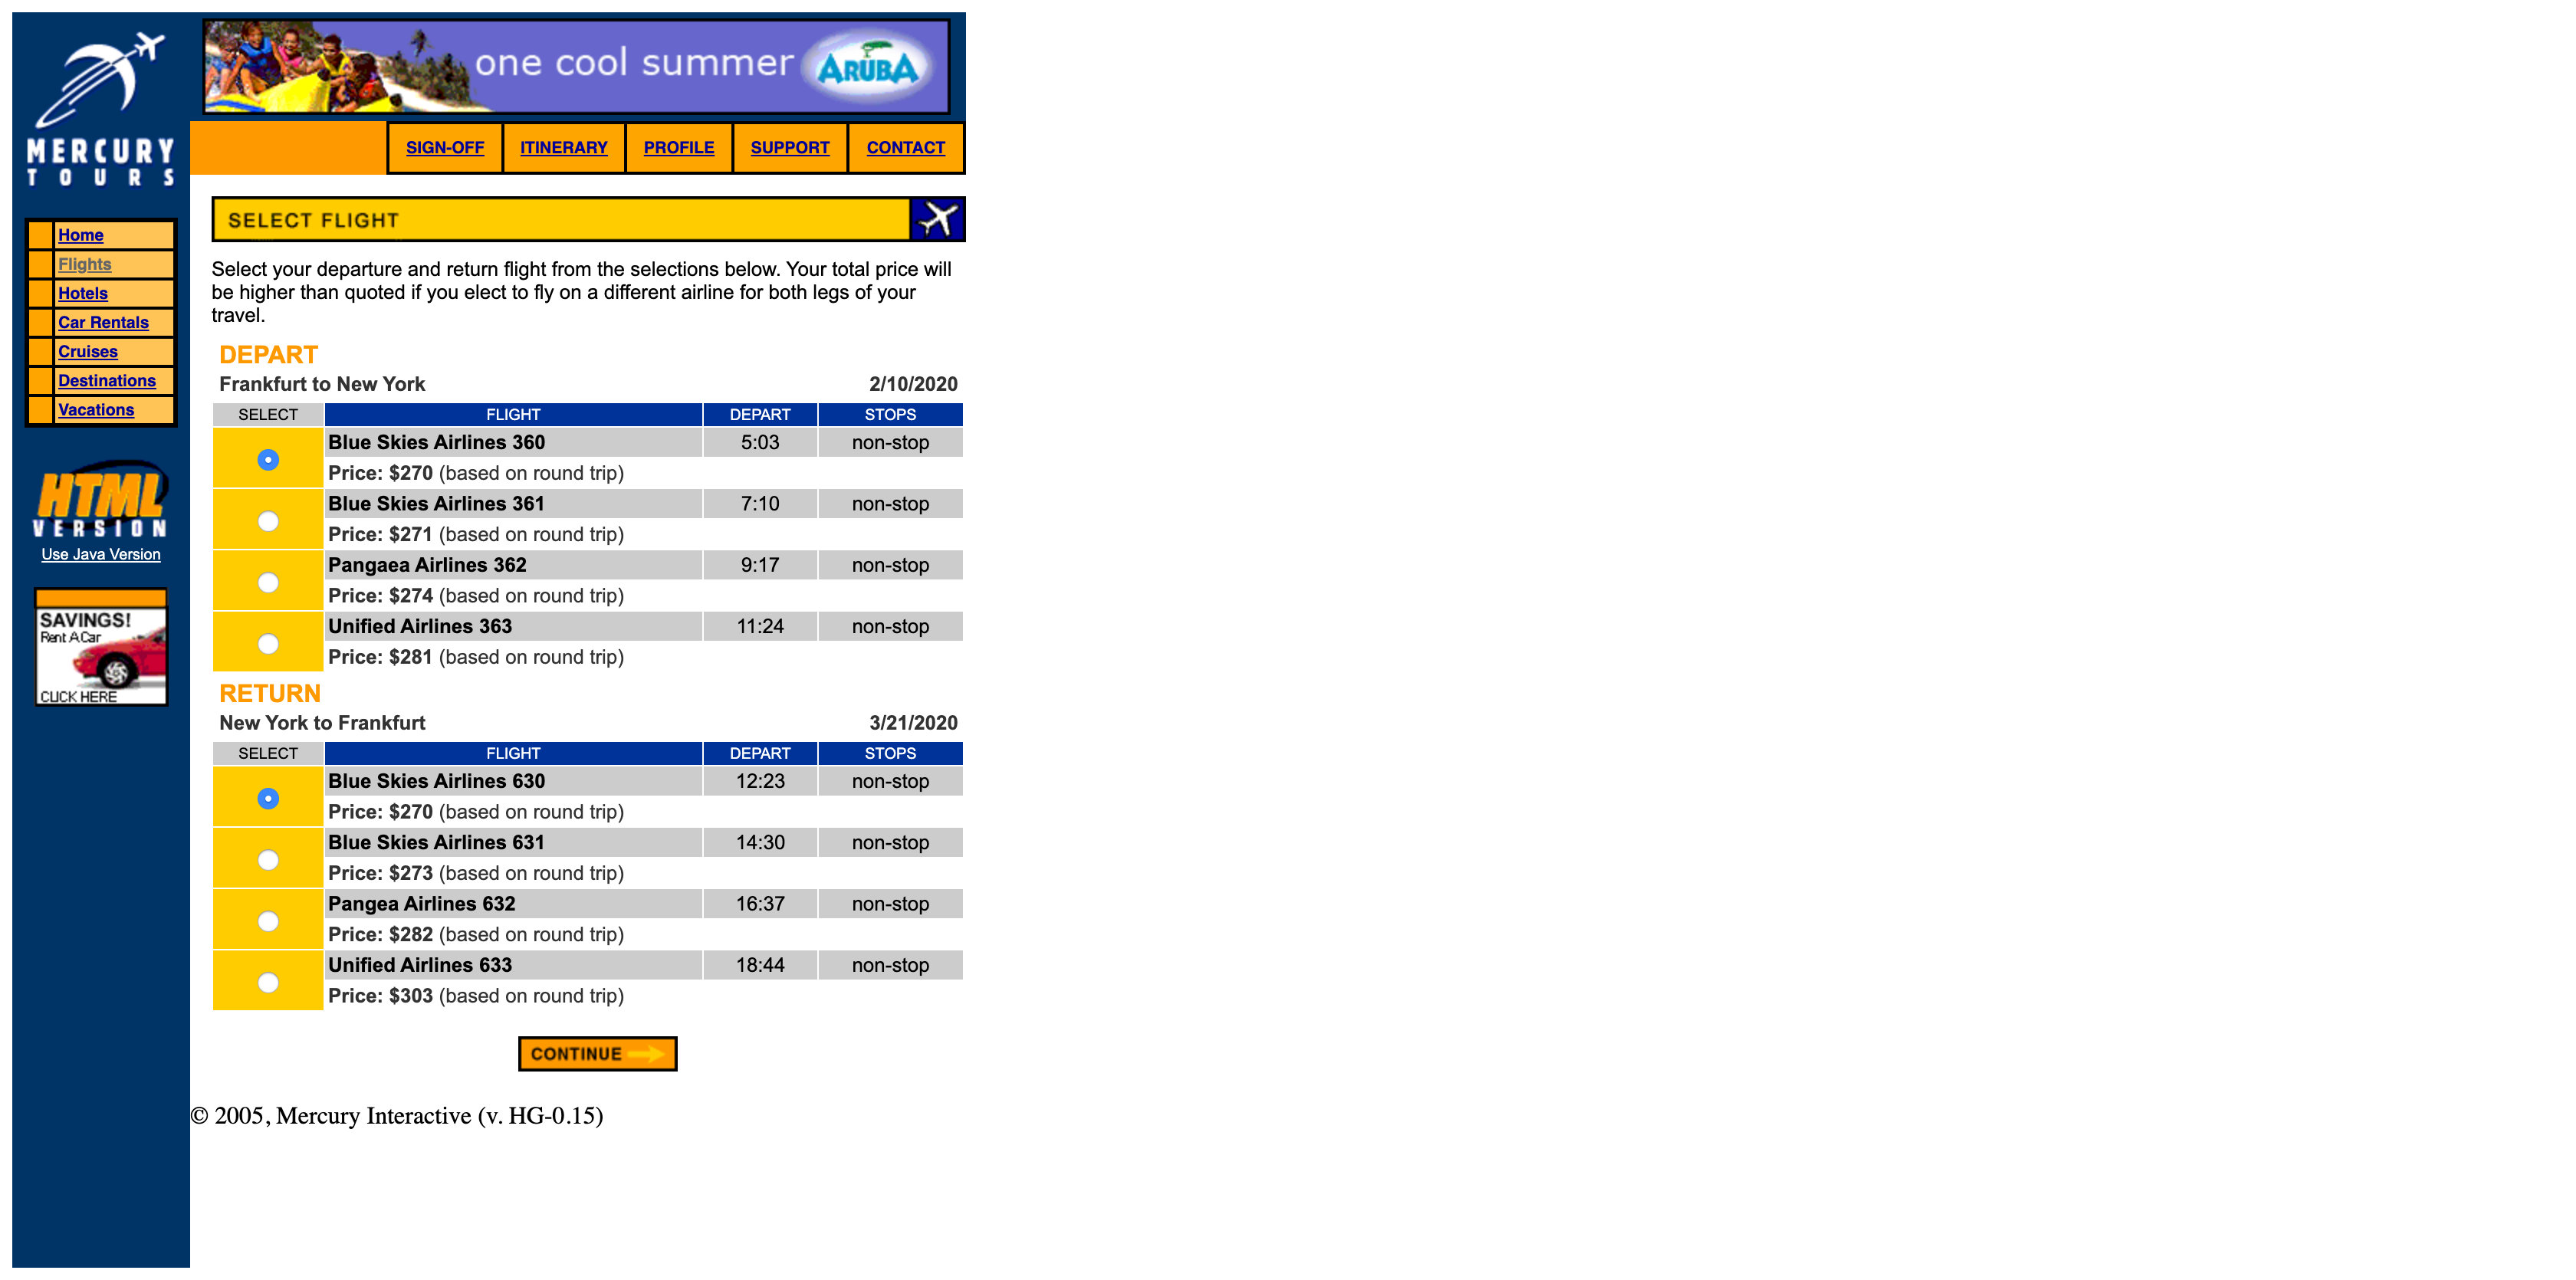 MERCURY
TOURS
one cool summer ARUBA
SIGN-OFF ITINERARY PROFILE SUPPORT CONTACT
Home
Flights
Hotels
Car Rentals
Cruises
Destinations
Vacations
HTML
VERSION
Use Java Version
SAVINGS!
Rent A Car
CLICK HERE
SELECT FLIGHT
Select your departure and return flight from the selections below. Your total price will
be higher than quoted if you elect to fly on a different airline for both legs of your
travel.
DEPART
Frankfurt to New York 2/10/2020
SELECT FLIGHT DEPART STOPS
Blue Skies Airlines 360 5:03 non-stop
Price: $270 (based on round trip)
Blue Skies Airlines 361 7:10 non-stop
Price: $271 (based on round trip)
Pangaea Airlines 362 9:17 non-stop
Price: $274 (based on round trip)
Unified Airlines 363 11:24 non-stop
Price: $281 (based on round trip)
RETURN
New York to Frankfurt 3/21/2020
SELECT FLIGHT DEPART STOPS
Blue Skies Airlines 630 12:23 non-stop
Price: $270 (based on round trip)
Blue Skies Airlines 631 14:30 non-stop
Price: $273 (based on round trip)
Pangea Airlines 632 16:37 non-stop
Price: $282 (based on round trip)
Unified Airlines 633 18:44 non-stop
Price: $303 (based on round trip)
CONTINUE
© 2005, Mercury Interactive (v. HG-0.15)